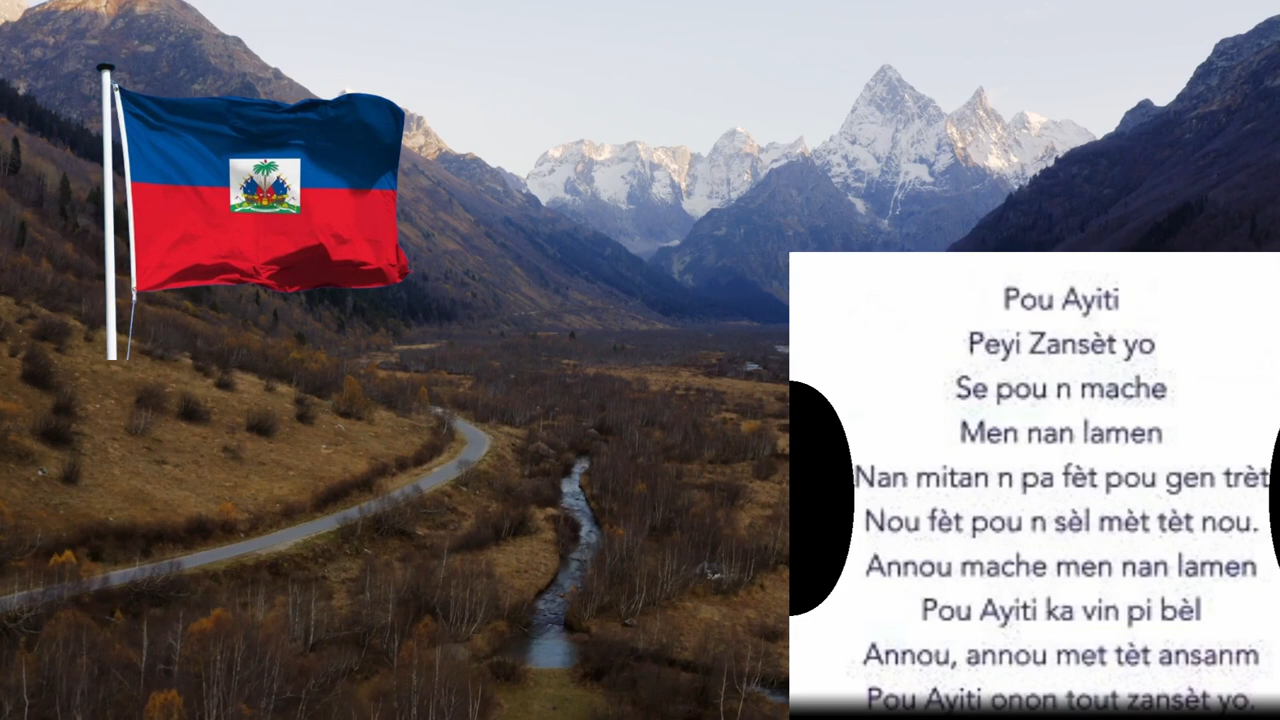 Pou Ayiti
Peyi Zansèt yo
Se pou n mache
Men nan lamen
Nan mitan n pa fèt pou gen trèt
Nou fèt pou n sèl mèt tèt nou.
Annou mache men nan lamen
Pou Ayiti ka vin pi bèl
Annou, annou met tèt ansanm
Pou Ayiti onon tout zansèt yo.